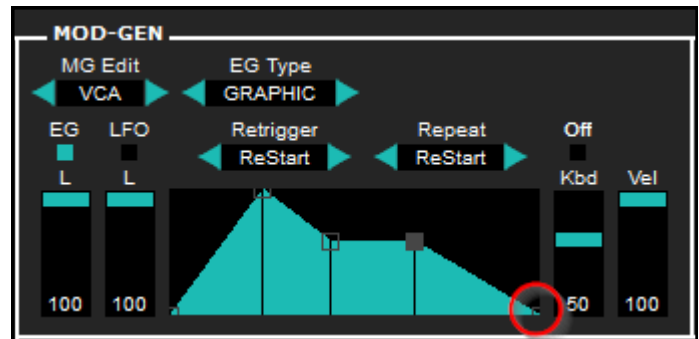 MOD-GEN
MG Edit EG Type
VCA GRAPHIC
EG LFO Retrigger Repeat Off
ReStart ReStart
L L Kbd Vel
100 100 50 100